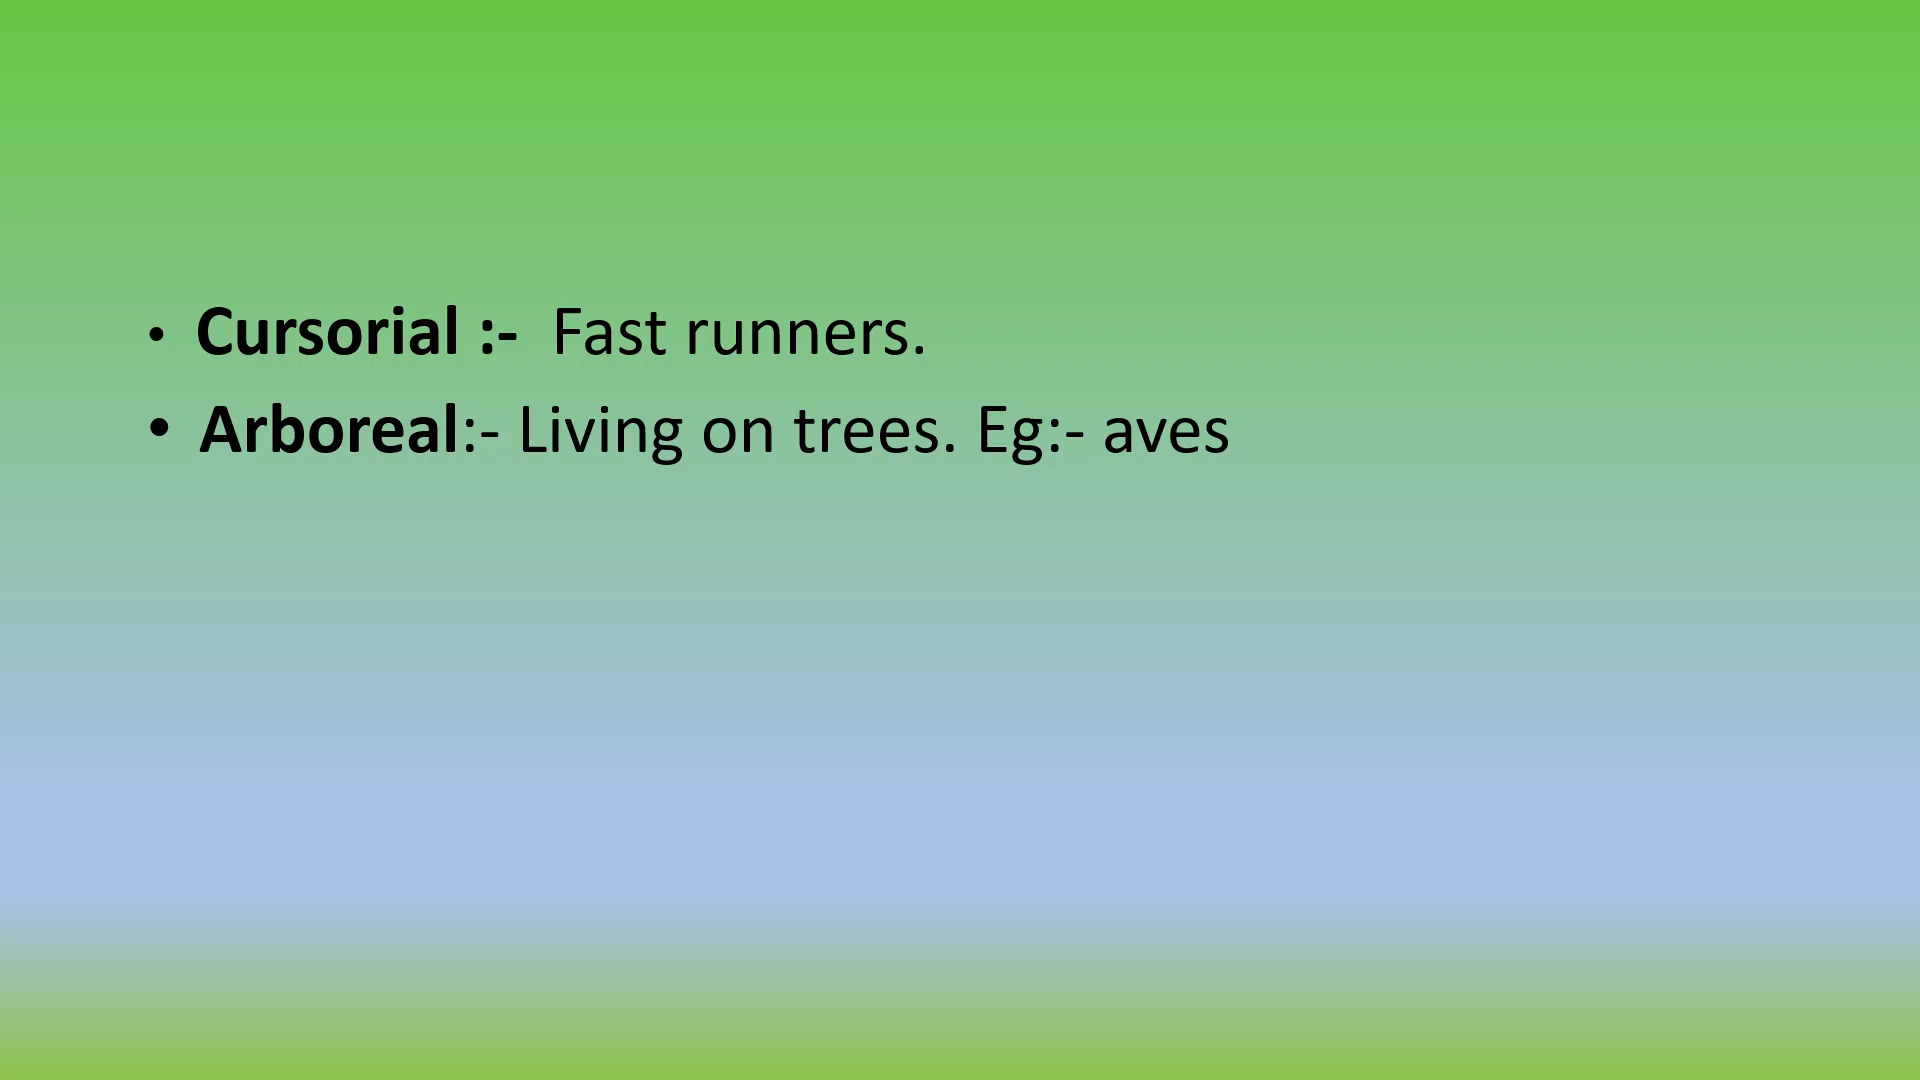 • Cursorial :-  Fast runners.
• Arboreal:- Living on trees. Eg:- aves